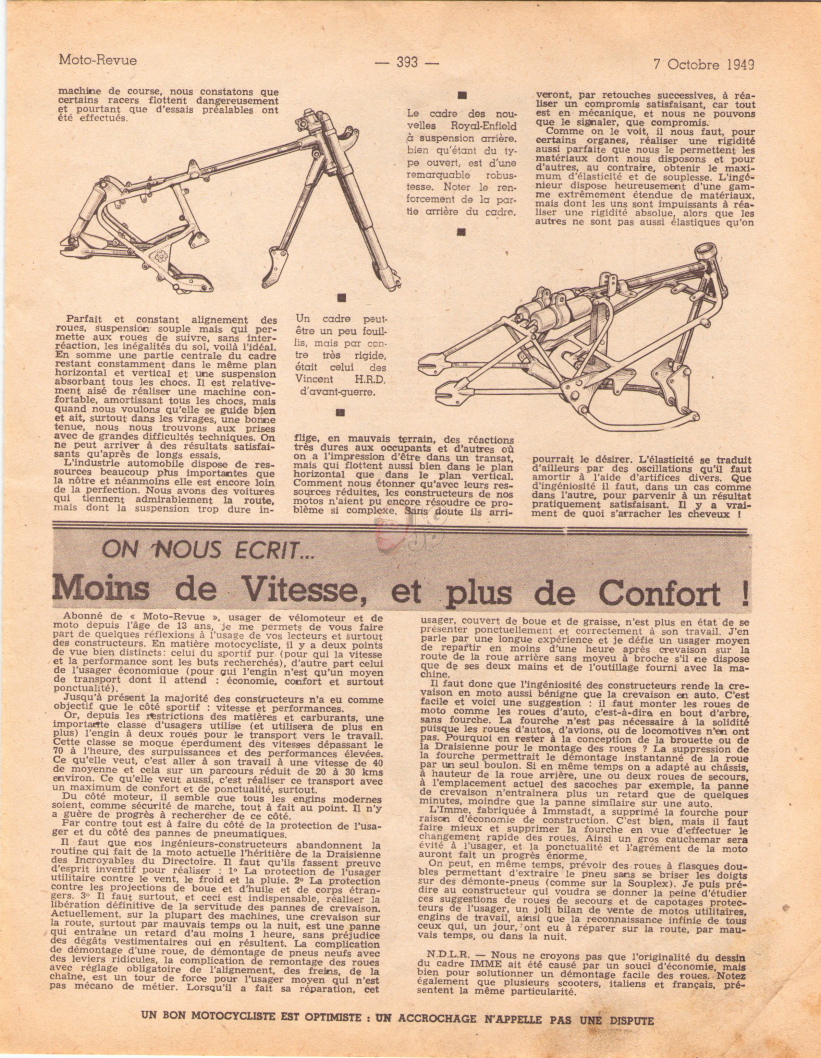 Moto-Revue
— 393 —
7 Octobre 1949
machine de course, nous constatons que
certains racers flottent dangereusement
et pourtant que d'essais préalables ont
été effectués.
Le cadre des nou-
velles Royal-Enfield
à suspension arrière,
bien qu'étant du ty-
pe ouvert, est d'une
remarquable robus-
tesse. Noter le ren-
forcement de la par-
tie arrière du cadre.
Parfait et constant alignement des
roues, suspension souple mais qui per-
mette aux roues de suivre, sans inter-
réaction, les inégalités du sol, voilà l'idéal.
En somme une partie centrale du cadre
restant constamment dans le même plan
horizontal et vertical et une suspension
absorbant tous les chocs. Il est relative-
ment aisé de réaliser une machine con-
fortable, amortissant tous les chocs, mais
quand nous voulons qu'elle se guide bien
et ait, surtout dans les virages, une bonne
tenue, nous nous trouvons aux prises
avec de grandes difficultés techniques. On
ne peut arriver à des résultats satisfai-
sants qu'après de longs essais.
L'industrie automobile dispose de res-
sources beaucoup plus importantes que
la nôtre et néanmoins elle est encore loin
de la perfection. Nous avons des voitures
qui tiennent admirablement la route,
mais dont la suspension trop dure in-
Un cadre peut-
être un peu fouil-
lis, mais par con-
tre très rigide,
était celui des
Vincent H.R.D.
d'avant-guerre.
flige, en mauvais terrain, des réactions
très dures aux occupants et d'autres où
on a l'impression d'être dans un transat,
mais qui flottent aussi bien dans le plan
horizontal que dans le plan vertical.
Comment nous étonner qu'avec leurs res-
sources réduites, les constructeurs de nos
motos n'aient pu encore résoudre ce pro-
blème si complexe. Sans doute ils arri-
veront, par retouches successives, à réa-
liser un compromis satisfaisant, car tout
est en mécanique, et nous ne pouvons
que le signaler, que compromis.
Comme on le voit, il nous faut, pour
certains organes, réaliser une rigidité
aussi parfaite que nous le permettent les
matériaux dont nous disposons et pour
d'autres, au contraire, obtenir le maxi-
mum d'élasticité et de souplesse. L'ingé-
nieur dispose heureusement d'une gam-
me extrêmement étendue de matériaux,
mais dont les uns sont impuissants à réa-
liser une rigidité absolue, alors que les
autres ne sont pas aussi élastiques qu'on
pourrait le désirer. L'élasticité se traduit
d'ailleurs par des oscillations qu'il faut
amortir à l'aide d'artifices divers. Que
d'ingéniosité il faut, dans un cas comme
dans l'autre, pour parvenir à un résultat
pratiquement satisfaisant. Il y a vrai-
ment de quoi s'arracher les cheveux !
ON NOUS ECRIT...
Moins de Vitesse, et plus de Confort !
Abonné de « Moto-Revue », usager de vélomoteur et de
moto depuis l'âge de 13 ans, je me permets de vous faire
part de quelques réflexions à l'usage de vos lecteurs et surtout
des constructeurs. En matière motocycliste, il y a deux points
de vue bien distincts : celui du sportif pur (pour qui la vitesse
et la performance sont les buts recherchés), d'autre part celui
de l'usager économique (pour qui l'engin n'est qu'un moyen
de transport dont il attend : économie, confort et surtout
ponctualité).
Jusqu'à présent la majorité des constructeurs n'a eu comme
objectif que le côté sportif : vitesse et performances.
Or, depuis les restrictions des matières et carburants, une
importante classe d'usagers utilise (et utilisera de plus en
plus) l'engin à deux roues pour le transport vers le travail.
Cette classe se moque éperdument des vitesses dépassant le
70 à l'heure, des surpuissances et des performances élevées.
Ce qu'elle veut, c'est aller à son travail à une vitesse de 40
de moyenne et cela sur un parcours réduit de 20 à 30 kms
environ. Ce qu'elle veut aussi, c'est réaliser ce transport avec
un maximum de confort et de ponctualité, surtout.
Du côté moteur, il semble que tous les engins modernes
soient, comme sécurité de marche, tout à fait au point. Il n'y
a guère de progrès à rechercher de ce côté.
Par contre tout est à faire du côté de la protection de l'usa-
ger et du côté des pannes de pneumatiques.
Il faut que nos ingénieurs-constructeurs abandonnent la
routine qui fait de la moto actuelle l'héritière de la Draisienne
des Incroyables du Directoire. Il faut qu'ils fassent preuve
d'esprit inventif pour réaliser : 1º La protection de l'usager
utilitaire contre le vent, le froid et la pluie. 2º La protection
contre les projections de boue et d'huile et de corps étran-
gers. 3º Il faut surtout, et ceci est indispensable, réaliser la
libération définitive de la servitude des pannes de crevaison.
Actuellement, sur la plupart des machines, une crevaison sur
la route, surtout par mauvais temps ou la nuit, est une panne
qui entraîne un retard d'au moins 1 heure, sans préjudice
des dégâts vestimentaires qui en résultent. La complication
de démontage d'une roue, de démontage de pneus neufs avec
des leviers ridicules, la complication de remontage des roues
avec réglage obligatoire de l'alignement, des freins, de la
chaîne, est un tour de force pour l'usager moyen qui n'est
pas mécano de métier. Lorsqu'il a fait sa réparation, cet
usager, couvert de boue et de graisse, n'est plus en état de se
présenter ponctuellement et correctement à son travail. J'en
parle par une longue expérience et je défie un usager moyen
de repartir en moins d'une heure après crevaison sur la
route de la roue arrière sans moyeu à broche s'il ne dispose
que de ses deux mains et de l'outillage fourni avec la ma-
chine.
Il faut donc que l'ingéniosité des constructeurs rende la cre-
vaison en moto aussi bénigne que la crevaison en auto. C'est
facile et voici une suggestion : il faut monter les roues de
moto comme les roues d'auto, c'est-à-dire en bout d'arbre,
sans fourche. La fourche n'est pas nécessaire à la solidité
puisque les roues d'autos, d'avions, ou de locomotives n'en ont
pas. Pourquoi en rester à la conception de la brouette ou de
la Draisienne pour le montage des roues ? La suppression de
la fourche permettrait le démontage instantané de la roue
par un seul boulon. Si en même temps on a adapté au châssis,
à hauteur de la roue arrière, une ou deux roues de secours,
à l'emplacement actuel des sacoches par exemple, la panne
de crevaison n'entraînera plus un retard que de quelques
minutes, moindre que la panne similaire sur une auto.
L'Imme, fabriquée à Immnstadt, a supprimé la fourche pour
raison d'économie de construction. C'est bien, mais il faut
faire mieux et supprimer la fourche en vue d'effectuer le
changement rapide des roues. Ainsi un gros cauchemar sera
évité à l'usager, et la ponctualité et l'agrément de la moto
auront fait un progrès énorme.
On peut, en même temps, prévoir des roues à flasques dou-
bles permettant d'extraire le pneu sans se briser les doigts
sur des démonte-pneus (comme sur la Souplex). Je puis pré-
dire au constructeur qui voudra se donner la peine d'étudier
ces suggestions de roues de secours et de capotages protec-
teurs de l'usager, un joli bilan de vente de motos utilitaires,
engins de travail, ainsi que la reconnaissance infinie de tous
ceux qui, un jour, ont eu à réparer sur la route, par mau-
vais temps, ou dans la nuit.
N.D.L.R. — Nous ne croyons pas que l'originalité du dessin
du cadre IMME ait été causé par un souci d'économie, mais
bien pour solutionner un démontage facile des roues. Notez
également que plusieurs scooters, italiens et français, pré-
sentent la même particularité.
UN BON MOTOCYCLISTE EST OPTIMISTE : UN ACCROCHAGE N'APPELLE PAS UNE DISPUTE